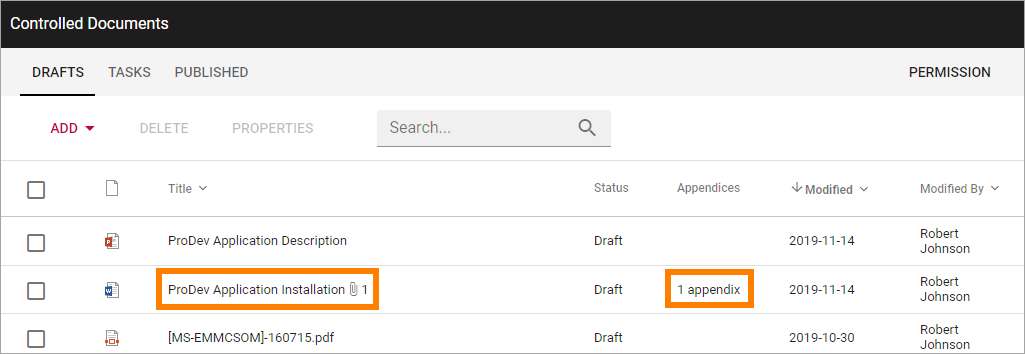 Controlled Documents
DRAFTS TASKS PUBLISHED PERMISSION
ADD DELETE PROPERTIES Search...
Title Status Appendices Modified Modified By
ProDev Application Description Draft 2019-11-14 Robert
Johnson
ProDev Application Installation 1 Draft 1 appendix 2019-11-14 Robert
Johnson
[MS-EMMCSOM]-160715.pdf Draft 2019-10-30 Robert
Johnson